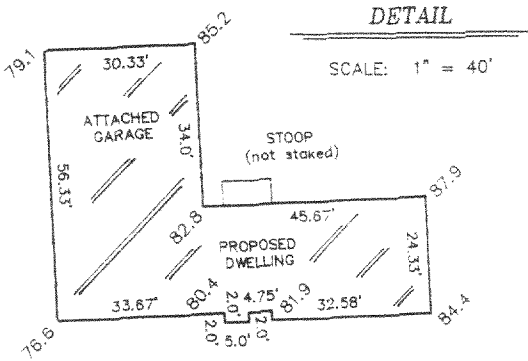 DETAIL
SCALE: 1" = 40'
79.1
85.2
30.33'
ATTACHED
GARAGE
34.0'
56.33'
STOOP
(not staked)
87.9
82.8
45.67'
PROPOSED
DWELLING
24.33'
33.67'
80.4
2.0'
4.75'
81.9
32.58'
84.4
76.6
2.0'
5.0'
2.0'